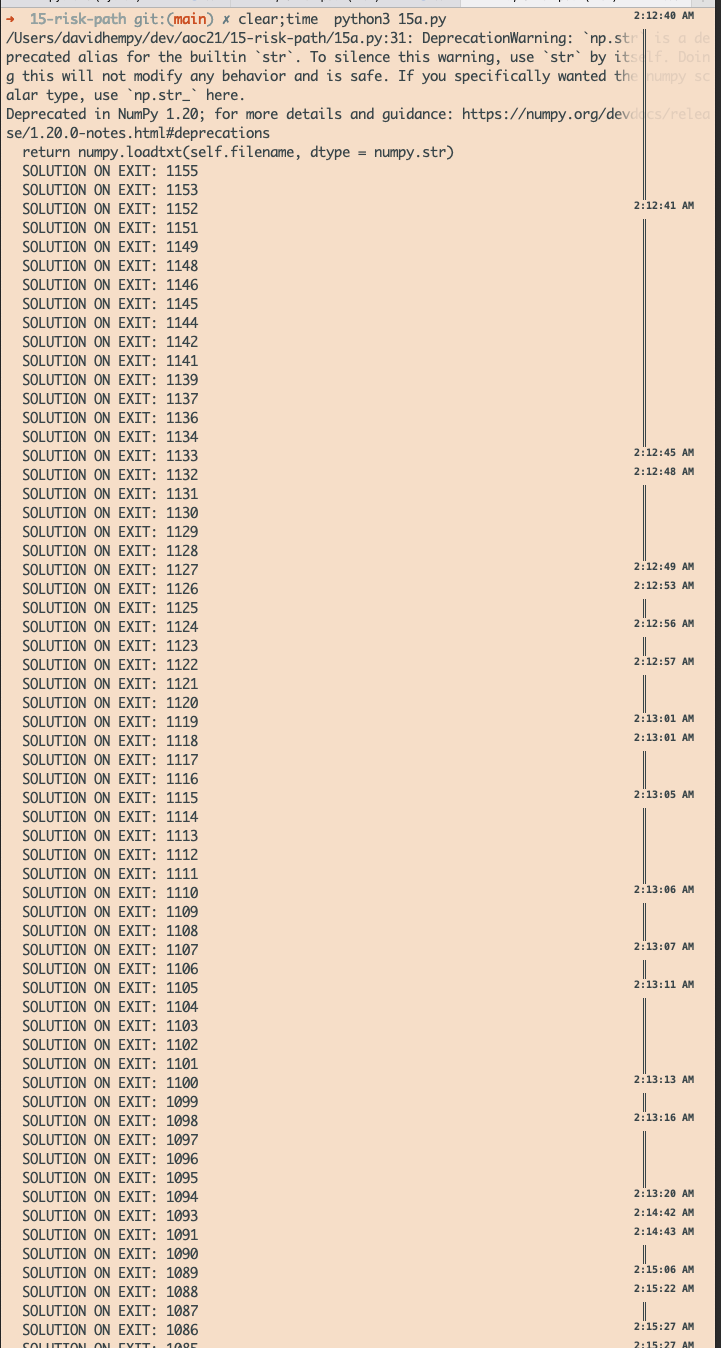 ➜  15-risk-path git:(main) ✗ clear;time  python3 15a.py 2:12:40 AM
/Users/davidhempy/dev/aoc21/15-risk-path/15a.py:31: DeprecationWarning: `np.str` is a de
precated alias for the builtin `str`. To silence this warning, use `str` by itself. Doin
g this will not modify any behavior and is safe. If you specifically wanted the numpy sc
alar type, use `np.str_` here.
Deprecated in NumPy 1.20; for more details and guidance: https://numpy.org/devdocs/relea
se/1.20.0-notes.html#deprecations
  return numpy.loadtxt(self.filename, dtype = numpy.str)
  SOLUTION ON EXIT: 1155
  SOLUTION ON EXIT: 1153
  SOLUTION ON EXIT: 1152 2:12:41 AM
  SOLUTION ON EXIT: 1151
  SOLUTION ON EXIT: 1149
  SOLUTION ON EXIT: 1148
  SOLUTION ON EXIT: 1146
  SOLUTION ON EXIT: 1145
  SOLUTION ON EXIT: 1144
  SOLUTION ON EXIT: 1142
  SOLUTION ON EXIT: 1141
  SOLUTION ON EXIT: 1139
  SOLUTION ON EXIT: 1137
  SOLUTION ON EXIT: 1136
  SOLUTION ON EXIT: 1134
  SOLUTION ON EXIT: 1133 2:12:45 AM
  SOLUTION ON EXIT: 1132 2:12:48 AM
  SOLUTION ON EXIT: 1131
  SOLUTION ON EXIT: 1130
  SOLUTION ON EXIT: 1129
  SOLUTION ON EXIT: 1128
  SOLUTION ON EXIT: 1127 2:12:49 AM
  SOLUTION ON EXIT: 1126 2:12:53 AM
  SOLUTION ON EXIT: 1125
  SOLUTION ON EXIT: 1124 2:12:56 AM
  SOLUTION ON EXIT: 1123
  SOLUTION ON EXIT: 1122 2:12:57 AM
  SOLUTION ON EXIT: 1121
  SOLUTION ON EXIT: 1120
  SOLUTION ON EXIT: 1119 2:13:01 AM
  SOLUTION ON EXIT: 1118 2:13:01 AM
  SOLUTION ON EXIT: 1117
  SOLUTION ON EXIT: 1116
  SOLUTION ON EXIT: 1115 2:13:05 AM
  SOLUTION ON EXIT: 1114
  SOLUTION ON EXIT: 1113
  SOLUTION ON EXIT: 1112
  SOLUTION ON EXIT: 1111
  SOLUTION ON EXIT: 1110 2:13:06 AM
  SOLUTION ON EXIT: 1109
  SOLUTION ON EXIT: 1108
  SOLUTION ON EXIT: 1107 2:13:07 AM
  SOLUTION ON EXIT: 1106
  SOLUTION ON EXIT: 1105 2:13:11 AM
  SOLUTION ON EXIT: 1104
  SOLUTION ON EXIT: 1103
  SOLUTION ON EXIT: 1102
  SOLUTION ON EXIT: 1101
  SOLUTION ON EXIT: 1100 2:13:13 AM
  SOLUTION ON EXIT: 1099
  SOLUTION ON EXIT: 1098 2:13:16 AM
  SOLUTION ON EXIT: 1097
  SOLUTION ON EXIT: 1096
  SOLUTION ON EXIT: 1095
  SOLUTION ON EXIT: 1094 2:13:20 AM
  SOLUTION ON EXIT: 1093 2:14:42 AM
  SOLUTION ON EXIT: 1091 2:14:43 AM
  SOLUTION ON EXIT: 1090
  SOLUTION ON EXIT: 1089 2:15:06 AM
  SOLUTION ON EXIT: 1088 2:15:22 AM
  SOLUTION ON EXIT: 1087
  SOLUTION ON EXIT: 1086 2:15:27 AM
  SOLUTION ON EXIT: 1085 2:15:27 AM